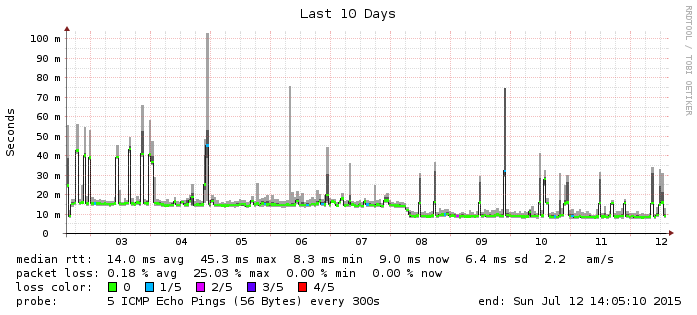 Last 10 Days
RRDTOOL / TOBI OETIKER
Seconds
100 m
90 m
80 m
70 m
60 m
50 m
40 m
30 m
20 m
10 m
0
03 04 05 06 07 08 09 10 11 12
median rtt: 14.0 ms avg 45.3 ms max 8.3 ms min 9.0 ms now 6.4 ms sd 2.2 am/s
packet loss: 0.18 % avg 25.03 % max 0.00 % min 0.00 % now
loss color: 0 1/5 2/5 3/5 4/5
probe: 5 ICMP Echo Pings (56 Bytes) every 300s end: Sun Jul 12 14:05:10 2015